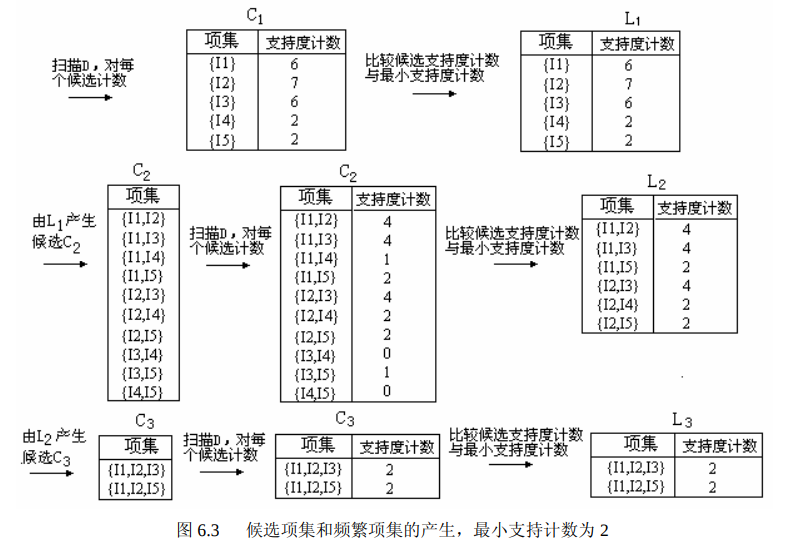 C1
项集 支持度计数
{I1} 6
{I2} 7
{I3} 6
{I4} 2
{I5} 2
扫描D，对每
个候选计数
比较候选支持度计数
与最小支持度计数
L1
项集 支持度计数
{I1} 6
{I2} 7
{I3} 6
{I4} 2
{I5} 2
由L1产生
候选C2
C2
项集
{I1,I2}
{I1,I3}
{I1,I4}
{I1,I5}
{I2,I3}
{I2,I4}
{I2,I5}
{I3,I4}
{I3,I5}
{I4,I5}
扫描D，对每
个候选计数
C2
项集 支持度计数
{I1,I2} 4
{I1,I3} 4
{I1,I4} 1
{I1,I5} 2
{I2,I3} 4
{I2,I4} 2
{I2,I5} 2
{I3,I4} 0
{I3,I5} 1
{I4,I5} 0
比较候选支持度计数
与最小支持度计数
L2
项集 支持度计数
{I1,I2} 4
{I1,I3} 4
{I1,I5} 2
{I2,I3} 4
{I2,I4} 2
{I2,I5} 2
由L2产生
候选C3
C3
项集
{I1,I2,I3}
{I1,I2,I5}
扫描D，对每
个候选计数
C3
项集 支持度计数
{I1,I2,I3} 2
{I1,I2,I5} 2
比较候选支持度计数
与最小支持度计数
L3
项集 支持度计数
{I1,I2,I3} 2
{I1,I2,I5} 2
图 6.3 候选项集和频繁项集的产生，最小支持计数为 2